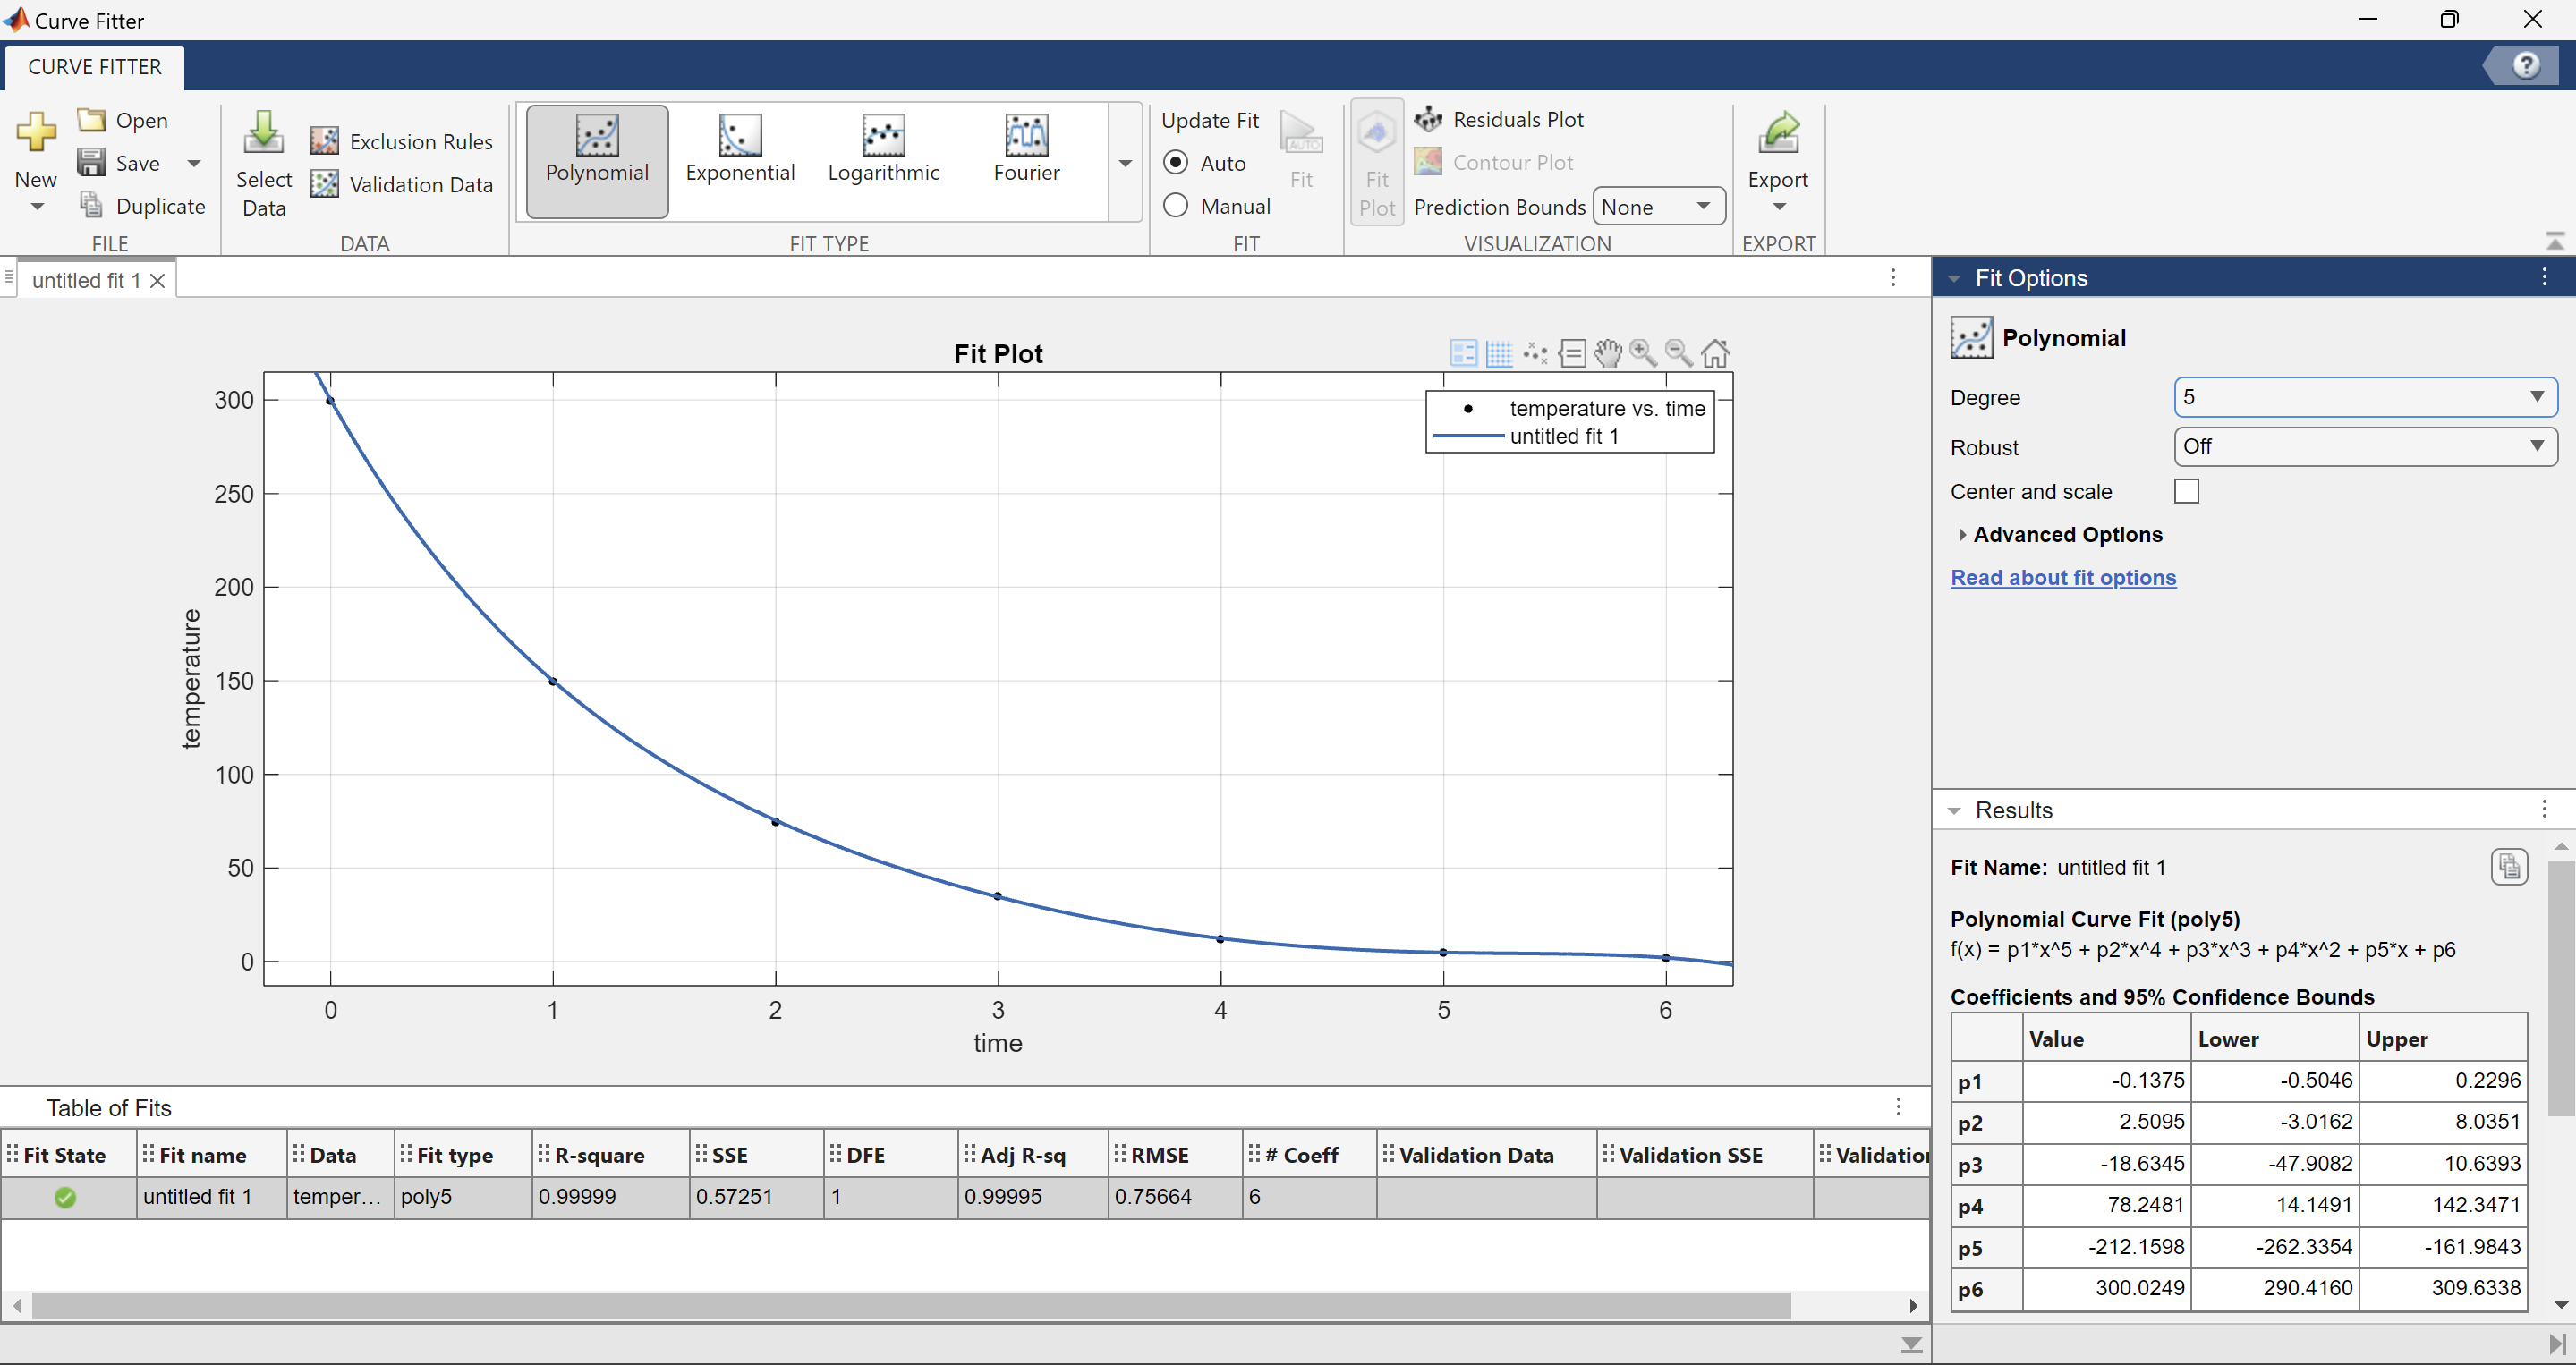 Curve Fitter
CURVE FITTER
New
Open
Save
Duplicate
FILE
Select
Data
Exclusion Rules
Validation Data
DATA
Polynomial
Exponential
Logarithmic
Fourier
FIT TYPE
Update Fit
Auto
Manual
AUTO
Fit
FIT
Fit
Plot
Residuals Plot
Contour Plot
Prediction Bounds None
VISUALIZATION
Export
EXPORT
untitled fit 1
Fit Plot
temperature vs. time
untitled fit 1
300
250
200
150
100
50
0
temperature
0 1 2 3 4 5 6
time
Table of Fits
Fit State Fit name Data Fit type R-square SSE DFE Adj R-sq RMSE # Coeff Validation Data Validation SSE Validation
untitled fit 1 temper... poly5 0.99999 0.57251 1 0.99995 0.75664 6
Fit Options
Polynomial
Degree 5
Robust Off
Center and scale
Advanced Options
Read about fit options
Results
Fit Name: untitled fit 1
Polynomial Curve Fit (poly5)
f(x) = p1*x^5 + p2*x^4 + p3*x^3 + p4*x^2 + p5*x + p6
Coefficients and 95% Confidence Bounds
Value Lower Upper
p1 -0.1375 -0.5046 0.2296
p2 2.5095 -3.0162 8.0351
p3 -18.6345 -47.9082 10.6393
p4 78.2481 14.1491 142.3471
p5 -212.1598 -262.3354 -161.9843
p6 300.0249 290.4160 309.6338